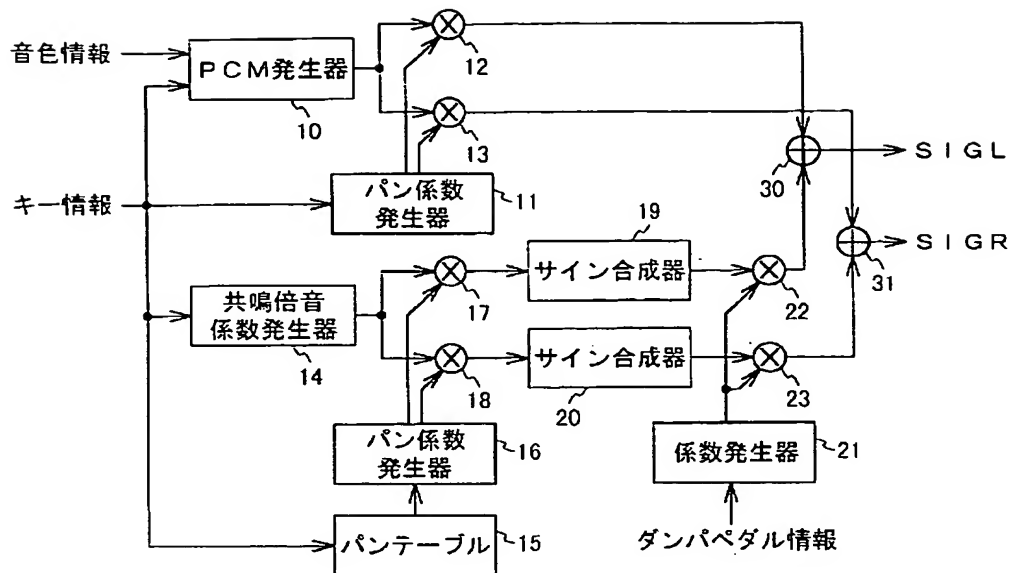 音色情報
PCM発生器
10
12
13
キー情報
パン係数
発生器
11
30
SIGL
SIGR
31
共鳴倍音
係数発生器
14
17
18
19
サイン合成器
サイン合成器
20
22
23
パン係数
発生器
16
係数発生器
21
パンテーブル
15
ダンパペダル情報